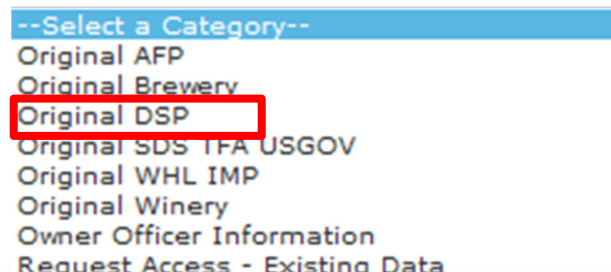 --Select a Category--
Original AFP
Original Brewery
Original DSP
Original SDS TFA USGOV
Original WHL IMP
Original Winery
Owner Officer Information
Request Access - Existing Data